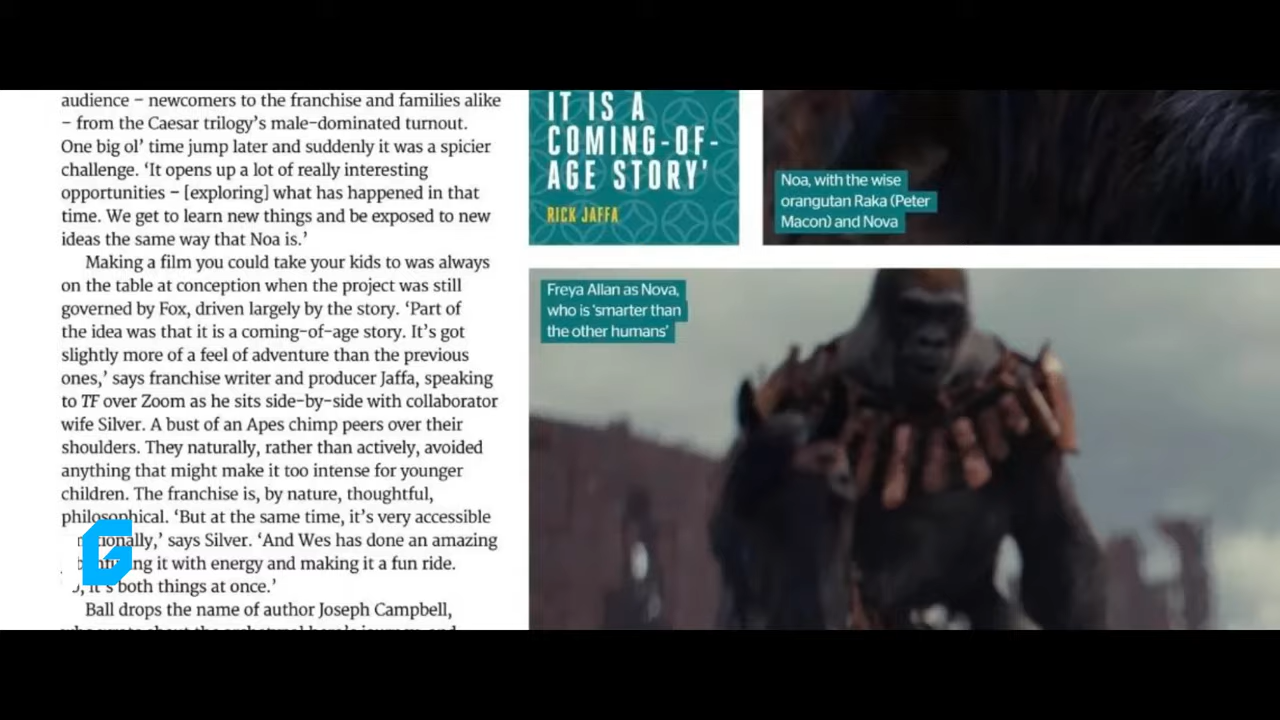 audience – newcomers to the franchise and families alike
– from the Caesar trilogy’s male-dominated turnout.
One big ol’ time jump later and suddenly it was a spicier
challenge. ‘It opens up a lot of really interesting
opportunities – [exploring] what has happened in that
time. We get to learn new things and be exposed to new
ideas the same way that Noa is.’
Making a film you could take your kids to was always
on the table at conception when the project was still
governed by Fox, driven largely by the story. ‘Part of
the idea was that it is a coming-of-age story. It’s got
slightly more of a feel of adventure than the previous
ones,’ says franchise writer and producer Jaffa, speaking
to TF over Zoom as he sits side-by-side with collaborator
wife Silver. A bust of an Apes chimp peers over their
shoulders. They naturally, rather than actively, avoided
anything that might make it too intense for younger
children. The franchise is, by nature, thoughtful,
philosophical. ‘But at the same time, it’s very accessible
says Silver. ‘And Wes has done an amazing
it with energy and making it a fun ride.
it’s both things at once.’
Ball drops the name of author Joseph Campbell,
IT IS A
COMING-OF-
AGE STORY'
RICK JAFFA
Noa, with the wise
orangutan Raka (Peter
Macon) and Nova
Freya Allan as Nova,
who is ‘smarter than
the other humans’